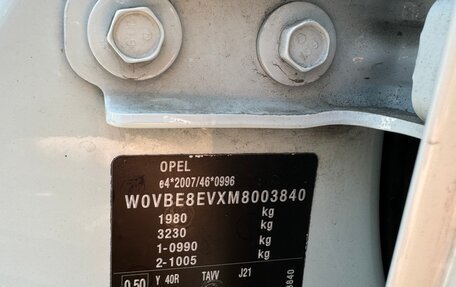 OPEL
e4*2007/46*0996
W0VBE8EVXM8003840
1980 kg
3230 kg
1-0990 kg
2-1005 kg
0.50 Y 40R TAVV J21
3840